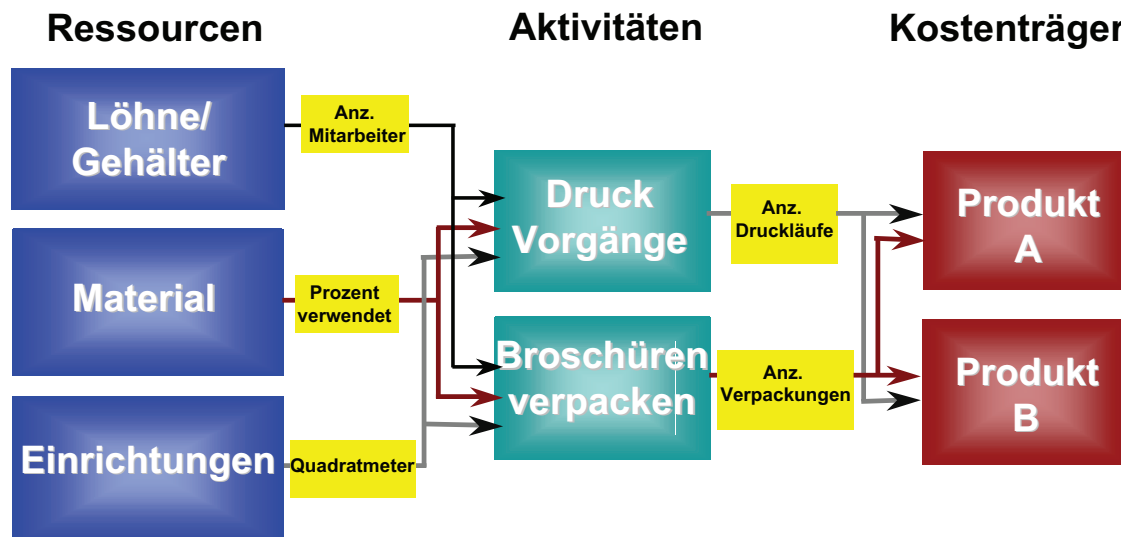 Ressourcen
Aktivitäten
Kostenträger
Löhne/
Gehälter
Anz.
Mitarbeiter
Druck
Vorgänge
Anz.
Druckläufe
Produkt
A
Material
Prozent
verwendet
Broschüren
verpacken
Anz.
Verpackungen
Produkt
B
Einrichtungen
Quadratmeter